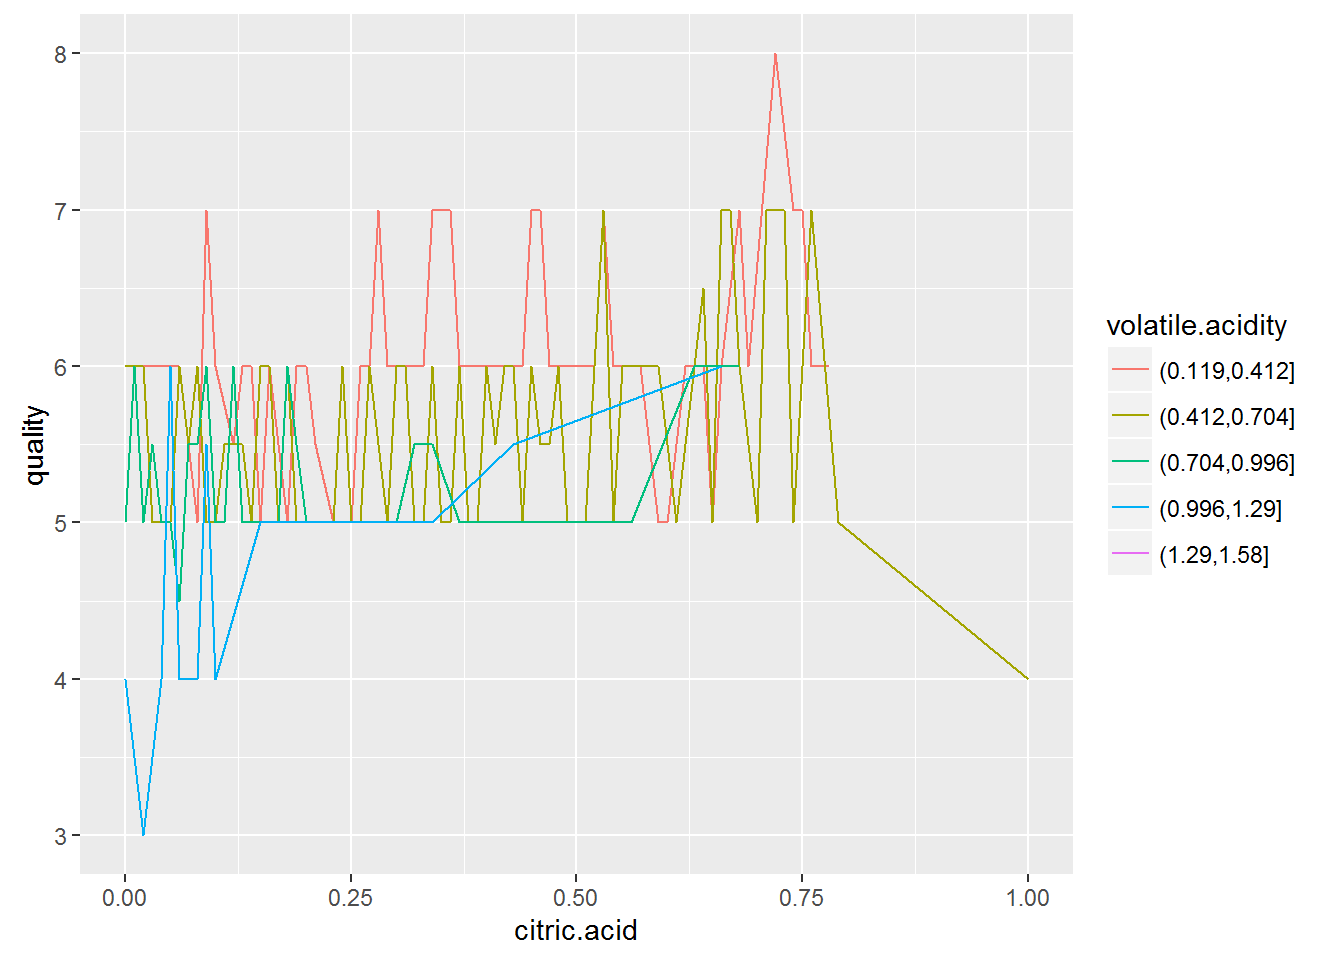 8
7
6
5
4
3
quality
0.00 0.25 0.50 0.75 1.00
citric.acid
volatile.acidity
(0.119,0.412]
(0.412,0.704]
(0.704,0.996]
(0.996,1.29]
(1.29,1.58]